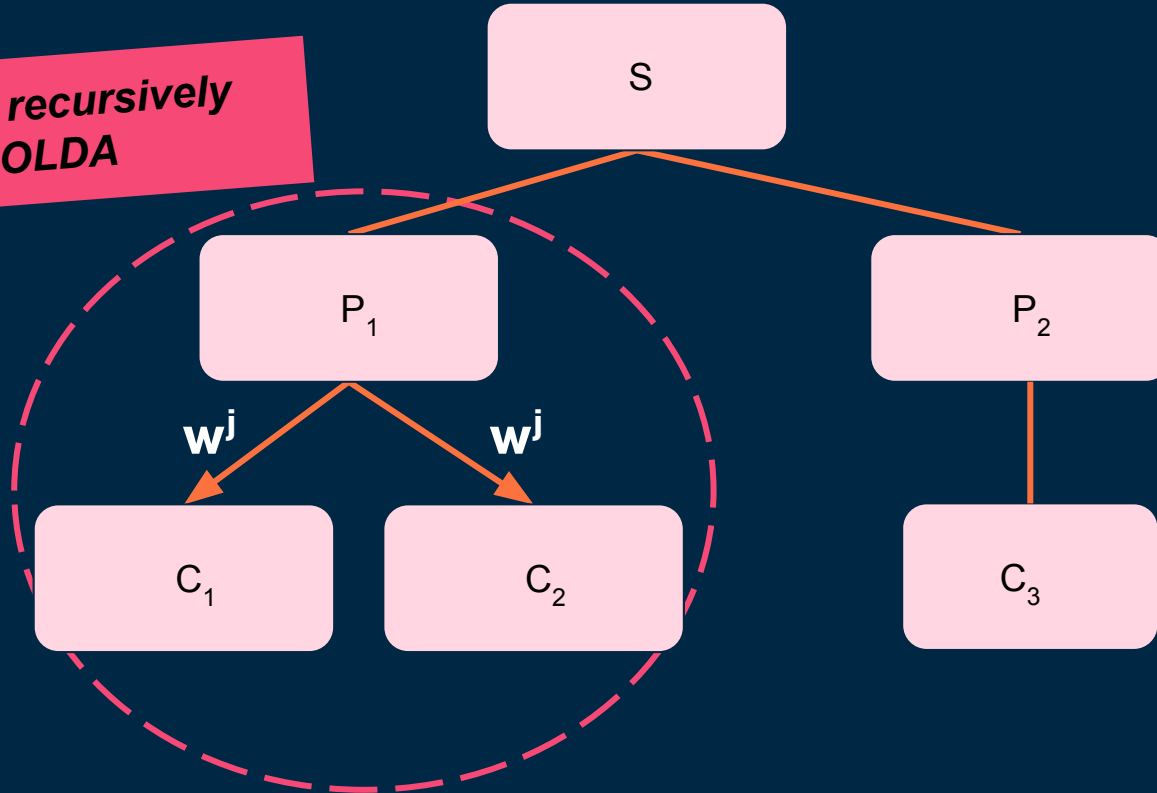 recursively
OLDA
S
P₁
P₂
wʲ
wʲ
C₁
C₂
C₃